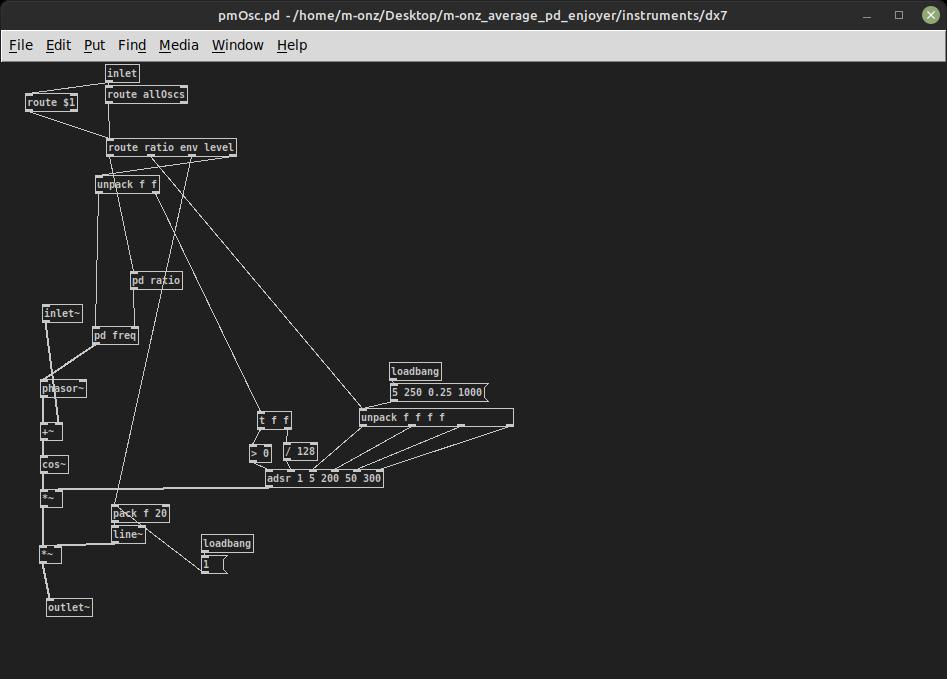 pmOsc.pd - /home/m-onz/Desktop/m-onz_average_pd_enjoyer/instruments/dx7
File Edit Put Find Media Window Help
inlet
route $1
route allOscs
route ratio env level
unpack f f
pd ratio
inlet~
pd freq
loadbang
phasor~
5 250 0.25 1000
t f f
unpack f f f f
+~
> 0
/ 128
cos~
adsr 1 5 200 50 300
*~
pack f 20
line~
loadbang
*~
1
outlet~